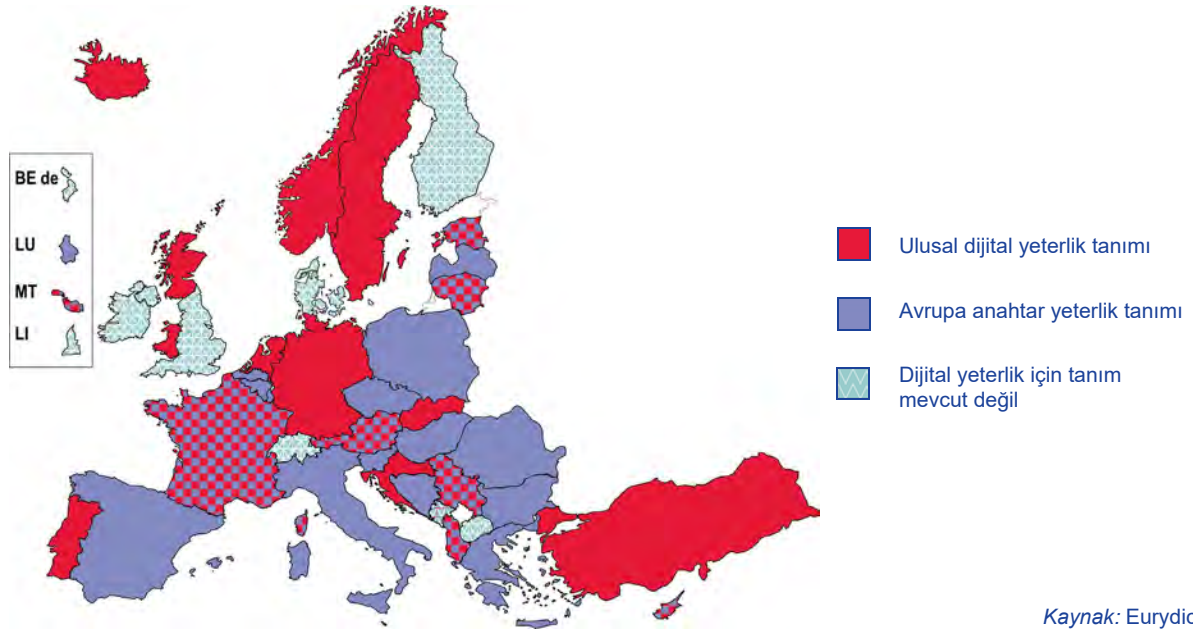 BE de
LU
MT
LI
Ulusal dijital yeterlik tanımı
Avrupa anahtar yeterlik tanımı
Dijital yeterlik için tanım
mevcut değil
Kaynak: Eurydic